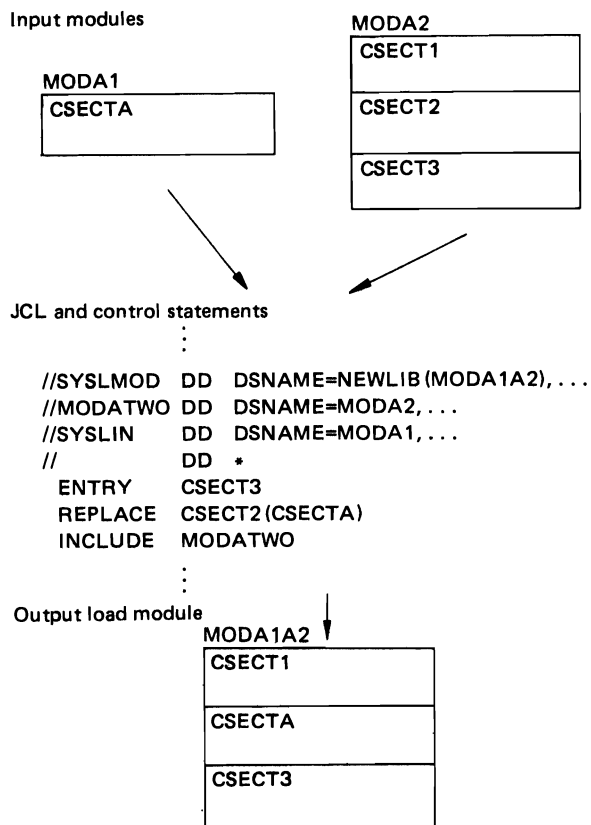 Input modules
MODA2
CSECT1
MODA1
CSECTA
CSECT2
CSECT3
JCL and control statements
//SYSLMOD DD DSNAME=NEWLIB(MODA1A2),...
//MODATWO DD DSNAME=MODA2,...
//SYSLIN DD DSNAME=MODA1,...
// DD *
ENTRY CSECT3
REPLACE CSECT2(CSECTA)
INCLUDE MODATWO
Output load module
MODA1A2
CSECT1
CSECTA
CSECT3